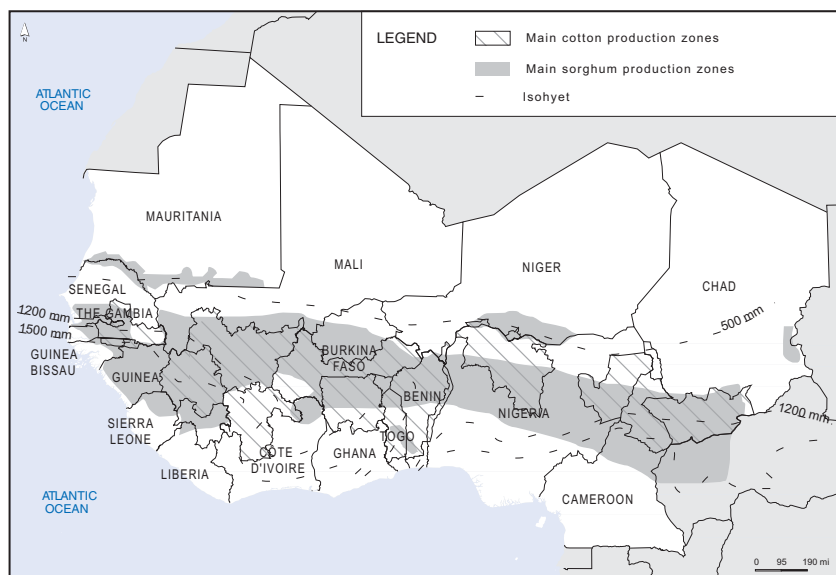 N
LEGEND
Main cotton production zones
Main sorghum production zones
Isohyet
ATLANTIC
OCEAN
MAURITANIA
MALI
NIGER
CHAD
SENEGAL
500 mm
1200 mm
THE GAMBIA
1500 mm
GUINEA
BISSAU
BURKINA
FASO
GUINEA
BENIN
NIGERIA
1200 mm
SIERRA
LEONE
TOGO
COTE
D'IVOIRE
GHANA
LIBERIA
CAMEROON
ATLANTIC
OCEAN
0 95 190 mi